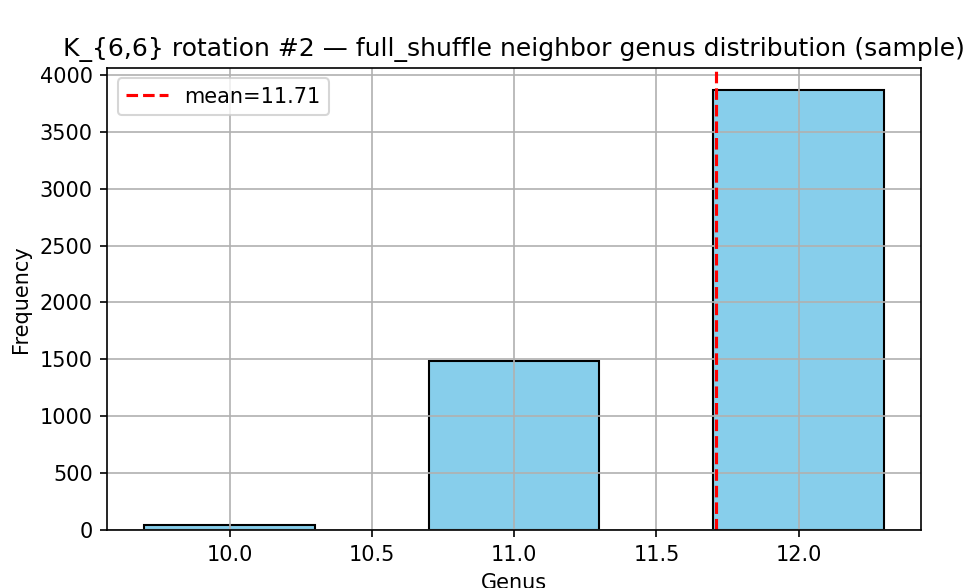 K_{6,6} rotation #2 — full_shuffle neighbor genus distribution (sample)
mean=11.71
Frequency
4000
3500
3000
2500
2000
1500
1000
500
0
10.0 10.5 11.0 11.5 12.0
Genus